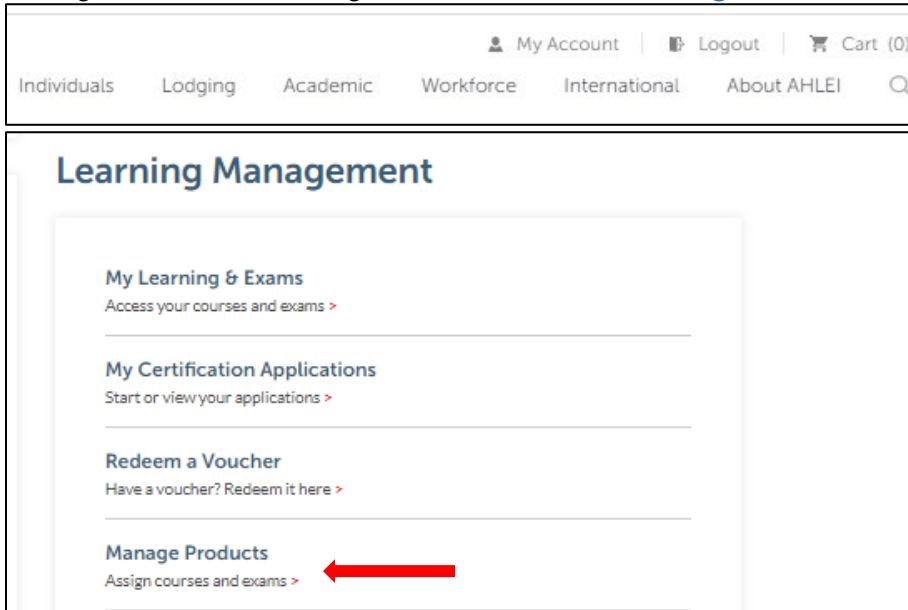 My Account Logout Cart (0)
Individuals Lodging Academic Workforce International About AHLEI
Learning Management
My Learning & Exams
Access your courses and exams >
My Certification Applications
Start or view your applications >
Redeem a Voucher
Have a voucher? Redeem it here >
Manage Products
Assign courses and exams >